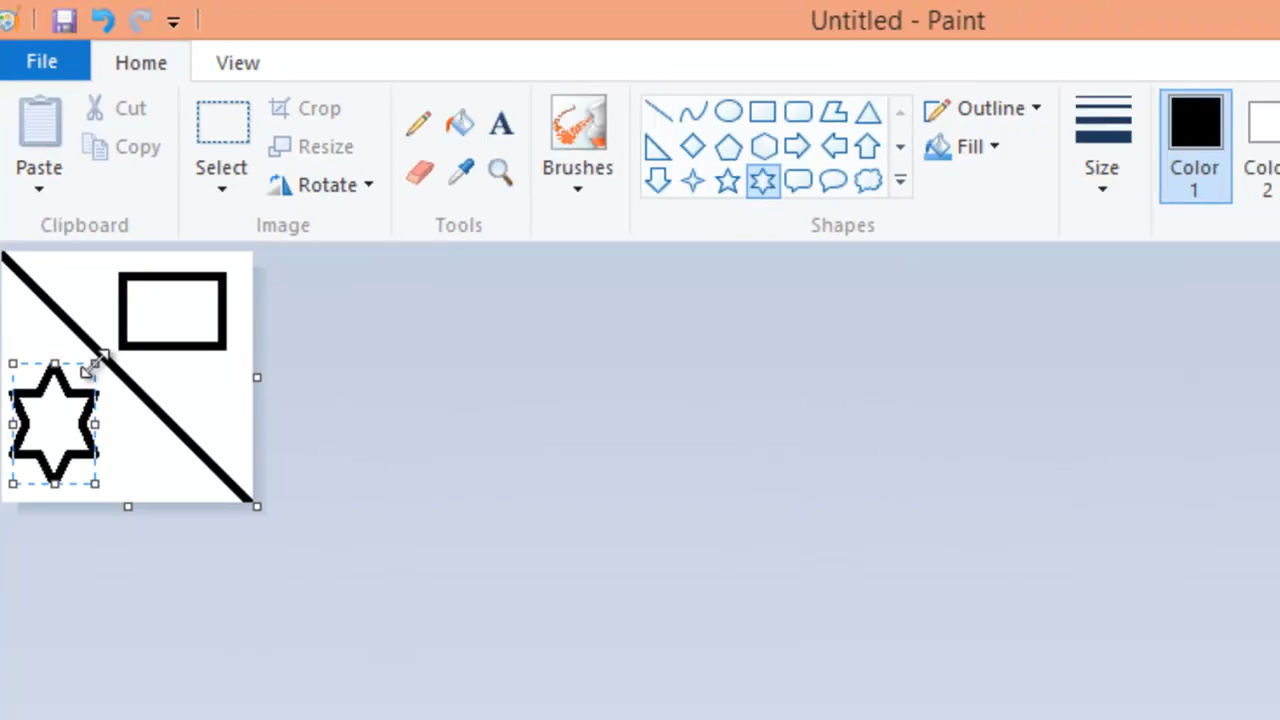 Untitled - Paint
File Home View
Cut
Copy
Paste
Clipboard
Select
Crop
Resize
Rotate
Image
A
Tools
Brushes
Shapes
Outline
Fill
Size
Color
1
2